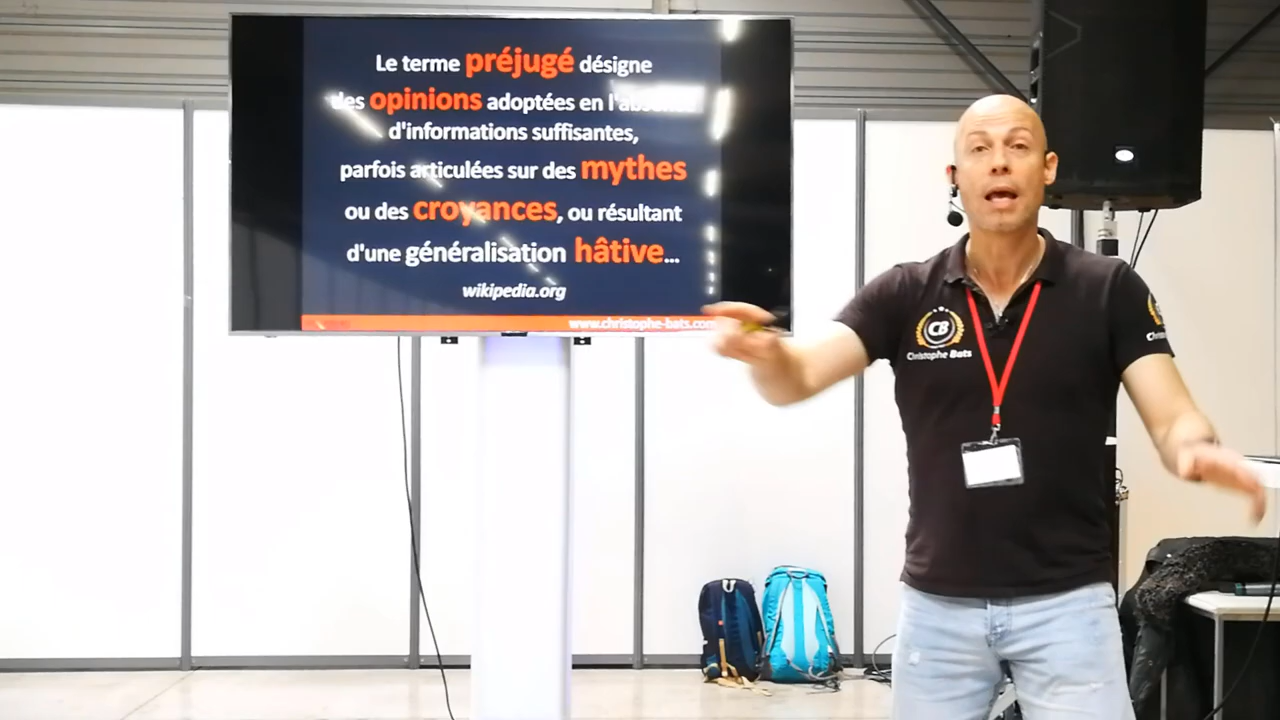 Le terme préjugé désigne
des opinions adoptées en l'absence
d'informations suffisantes,
parfois articulées sur des mythes
ou des croyances, ou résultant
d'une généralisation hâtive...
wikipedia.org
www.christophe-bats.com
CB
Christophe Bats